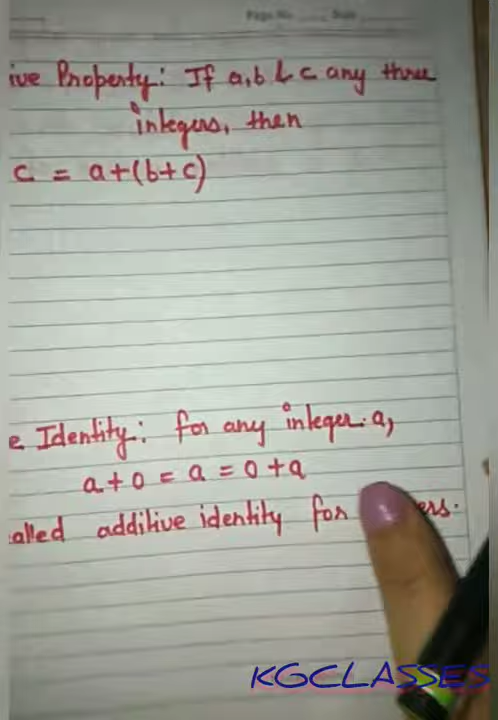 Page No. Date
ive Property: If a,b & c any three
integers, then
c = a+(b+c)
e Identity: for any integer a,
a+0 = a = 0+a
called additive identity for ers.
KGCLASSES